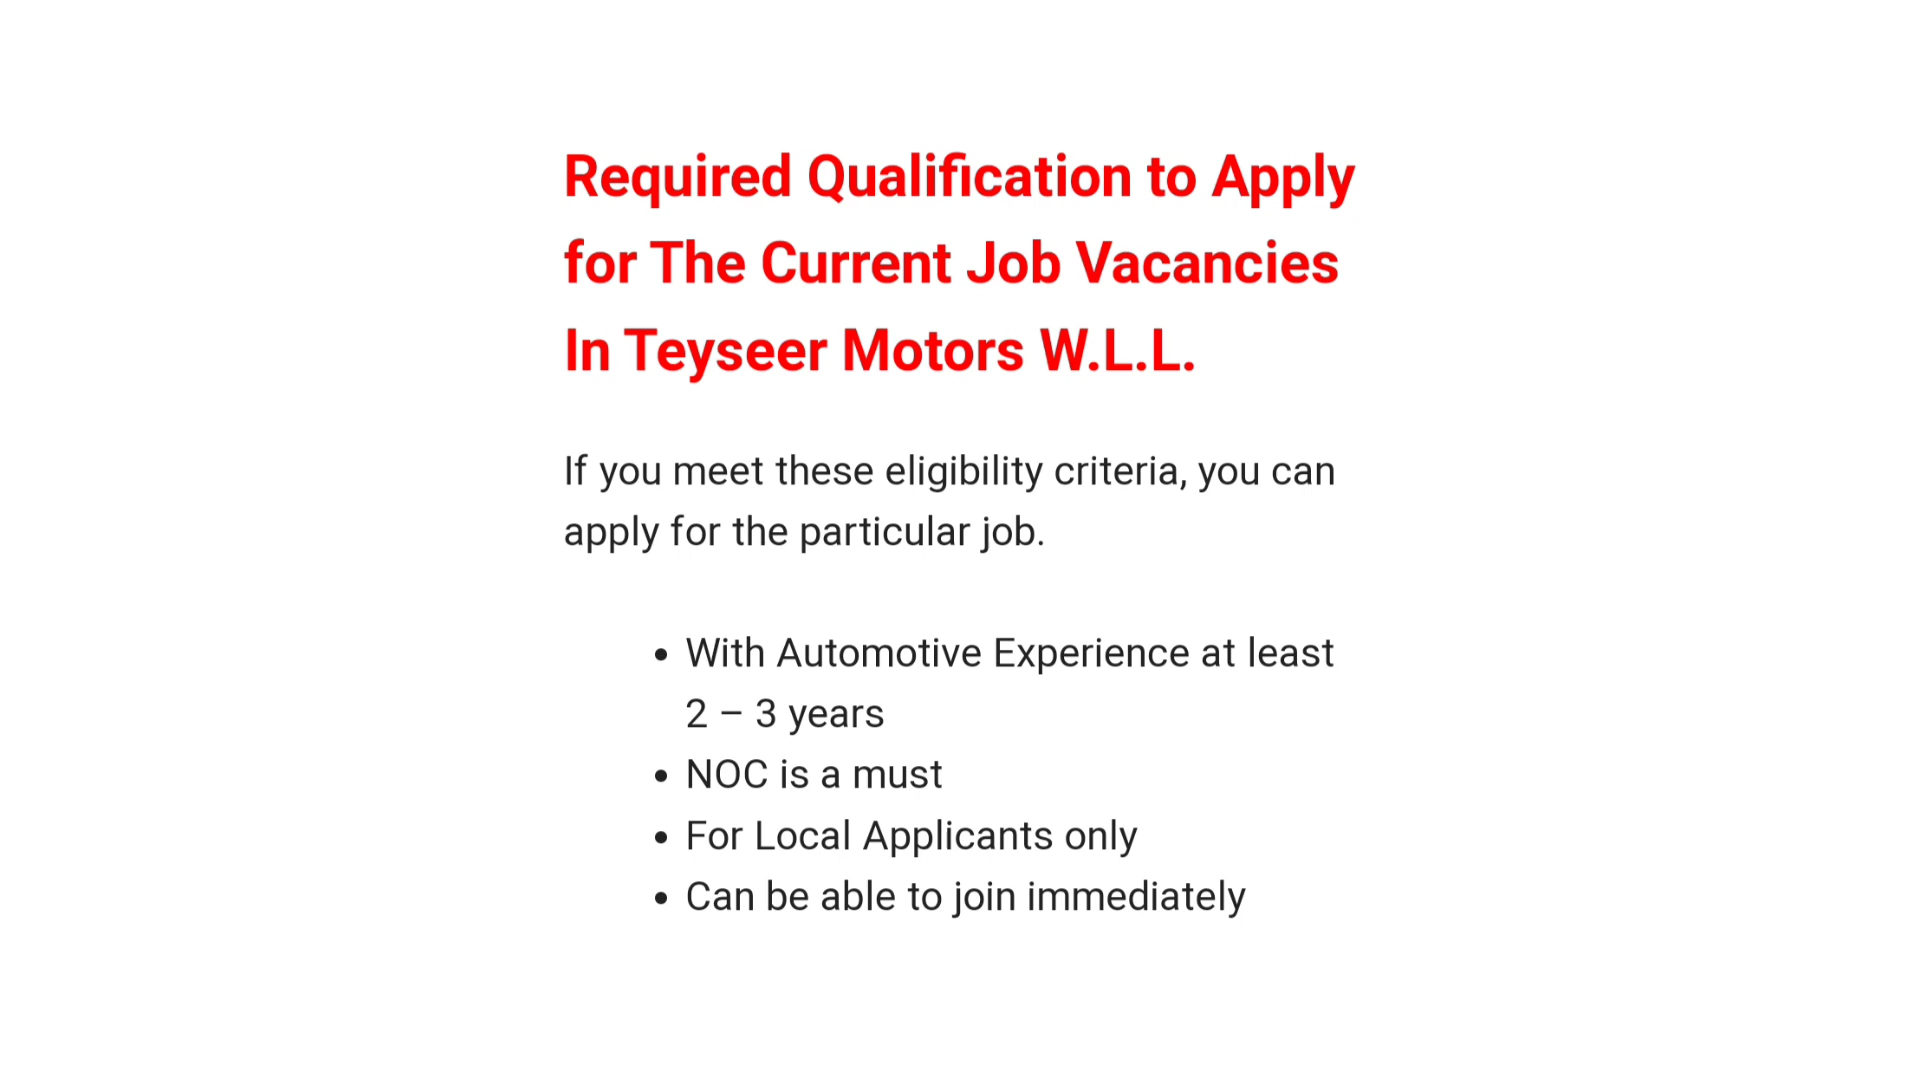 Required Qualification to Apply
for The Current Job Vacancies
In Teyseer Motors W.L.L.
If you meet these eligibility criteria, you can
apply for the particular job.
• With Automotive Experience at least
2 – 3 years
• NOC is a must
• For Local Applicants only
• Can be able to join immediately